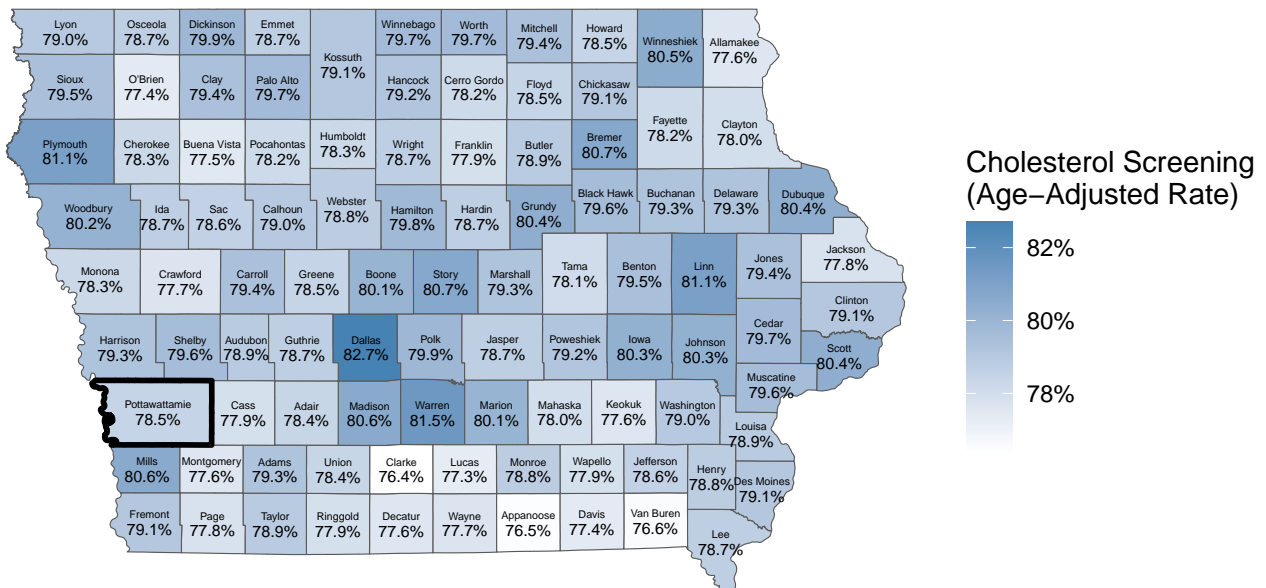 Lyon
79.0%
Osceola
78.7%
Dickinson
79.9%
Emmet
78.7%
Kossuth
79.1%
Winnebago
79.7%
Worth
79.7%
Mitchell
79.4%
Howard
78.5%
Winneshiek
80.5%
Allamakee
77.6%
Sioux
79.5%
O'Brien
77.4%
Clay
79.4%
Palo Alto
79.7%
Hancock
79.2%
Cerro Gordo
78.2%
Floyd
78.5%
Chickasaw
79.1%
Fayette
78.2%
Clayton
78.0%
Plymouth
81.1%
Cherokee
78.3%
Buena Vista
77.5%
Pocahontas
78.2%
Humboldt
78.3%
Wright
78.7%
Franklin
77.9%
Butler
78.9%
Bremer
80.7%
Woodbury
80.2%
Ida
78.7%
Sac
78.6%
Calhoun
79.0%
Webster
78.8%
Hamilton
79.8%
Hardin
78.7%
Grundy
80.4%
Black Hawk
79.6%
Buchanan
79.3%
Delaware
79.3%
Dubuque
80.4%
Monona
78.3%
Crawford
77.7%
Carroll
79.4%
Greene
78.5%
Boone
80.1%
Story
80.7%
Marshall
79.3%
Tama
78.1%
Benton
79.5%
Linn
81.1%
Jones
79.4%
Jackson
77.8%
Clinton
79.1%
Harrison
79.3%
Shelby
79.6%
Audubon
78.9%
Guthrie
78.7%
Dallas
82.7%
Polk
79.9%
Jasper
78.7%
Poweshiek
79.2%
Iowa
80.3%
Johnson
80.3%
Cedar
79.7%
Scott
80.4%
Muscatine
79.6%
Pottawattamie
78.5%
Cass
77.9%
Adair
78.4%
Madison
80.6%
Warren
81.5%
Marion
80.1%
Mahaska
78.0%
Keokuk
77.6%
Washington
79.0%
Louisa
78.9%
Mills
80.6%
Montgomery
77.6%
Adams
79.3%
Union
78.4%
Clarke
76.4%
Lucas
77.3%
Monroe
78.8%
Wapello
77.9%
Jefferson
78.6%
Henry
78.8%
Des Moines
79.1%
Fremont
79.1%
Page
77.8%
Taylor
78.9%
Ringgold
77.9%
Decatur
77.6%
Wayne
77.7%
Appanoose
76.5%
Davis
77.4%
Van Buren
76.6%
Lee
78.7%
Cholesterol Screening
(Age−Adjusted Rate)
82%
80%
78%